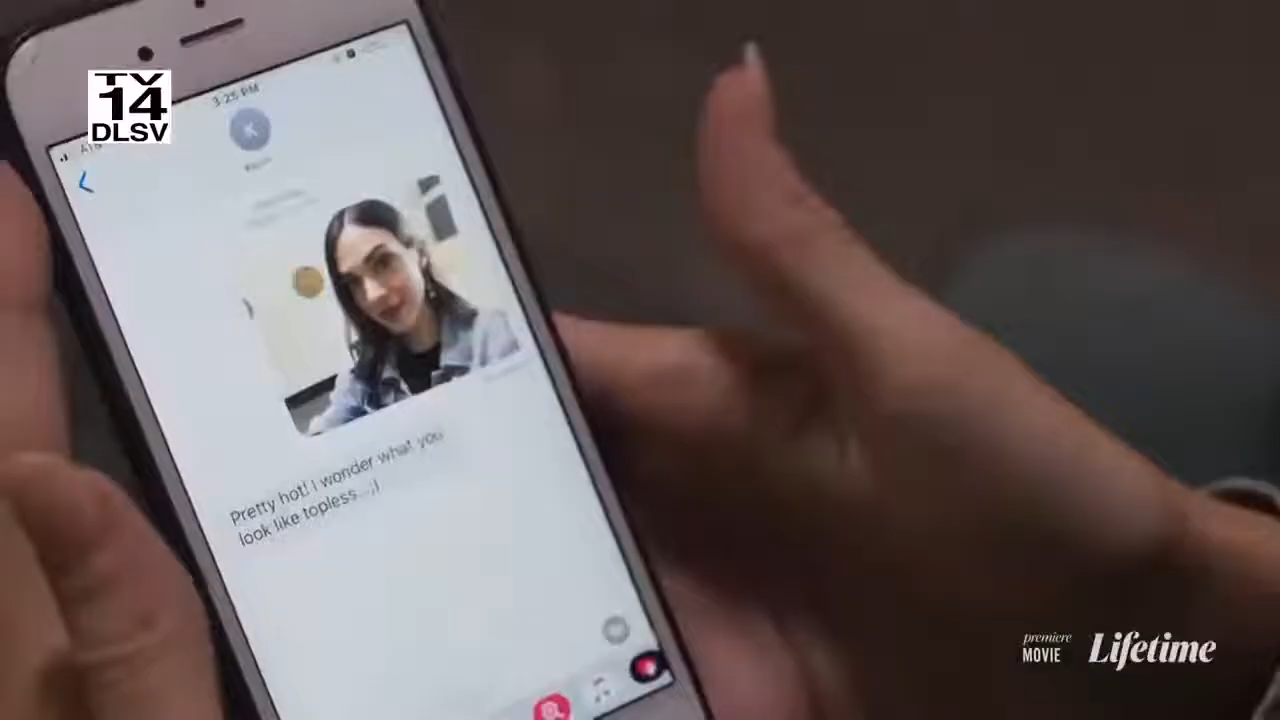 TV
14
DLSV
3:25 PM
K
Pretty hot! I wonder what you
look like topless...;)
premiere
MOVIE
Lifetime